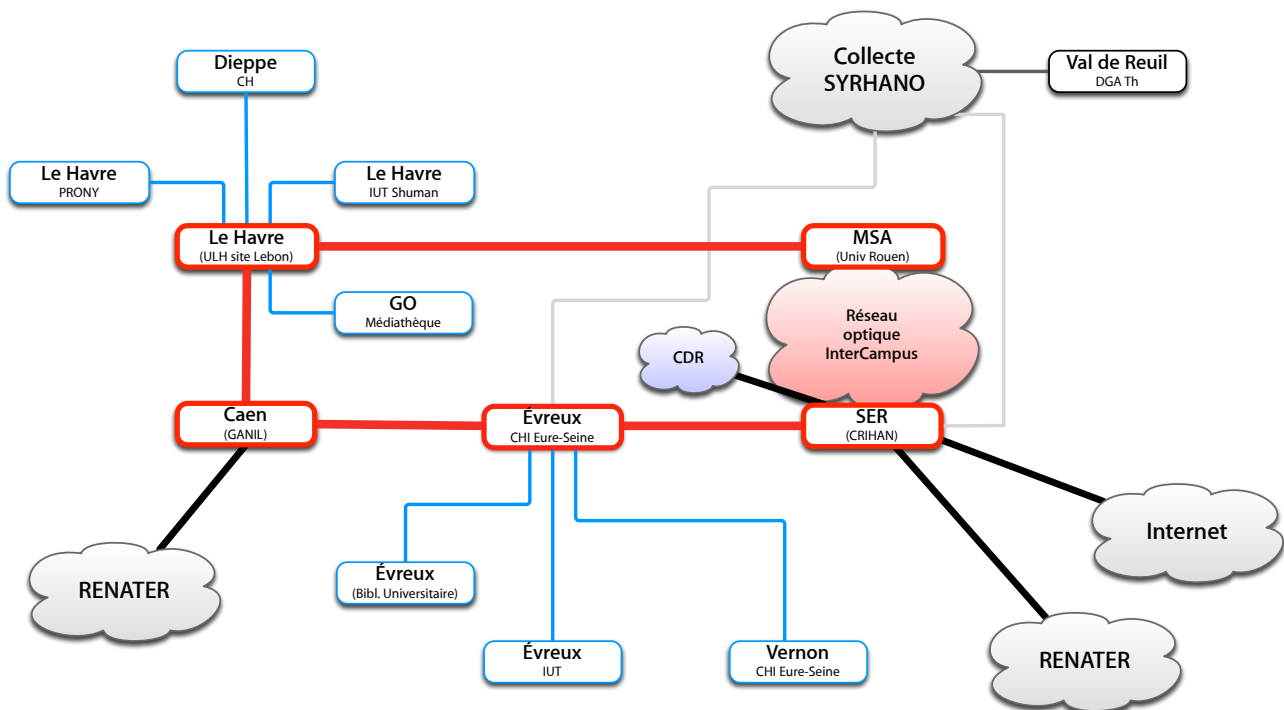 Dieppe
CH
Collecte
SYRHANO
Val de Reuil
DGA Th
Le Havre
PRONY
Le Havre
IUT Shuman
Le Havre
(ULH site Lebon)
MSA
(Univ Rouen)
GO
Médiathèque
Réseau
optique
InterCampus
CDR
Caen
(GANIL)
Évreux
CHI Eure-Seine
SER
(CRIHAN)
Internet
RENATER
Évreux
(Bibl. Universitaire)
Évreux
IUT
Vernon
CHI Eure-Seine
RENATER